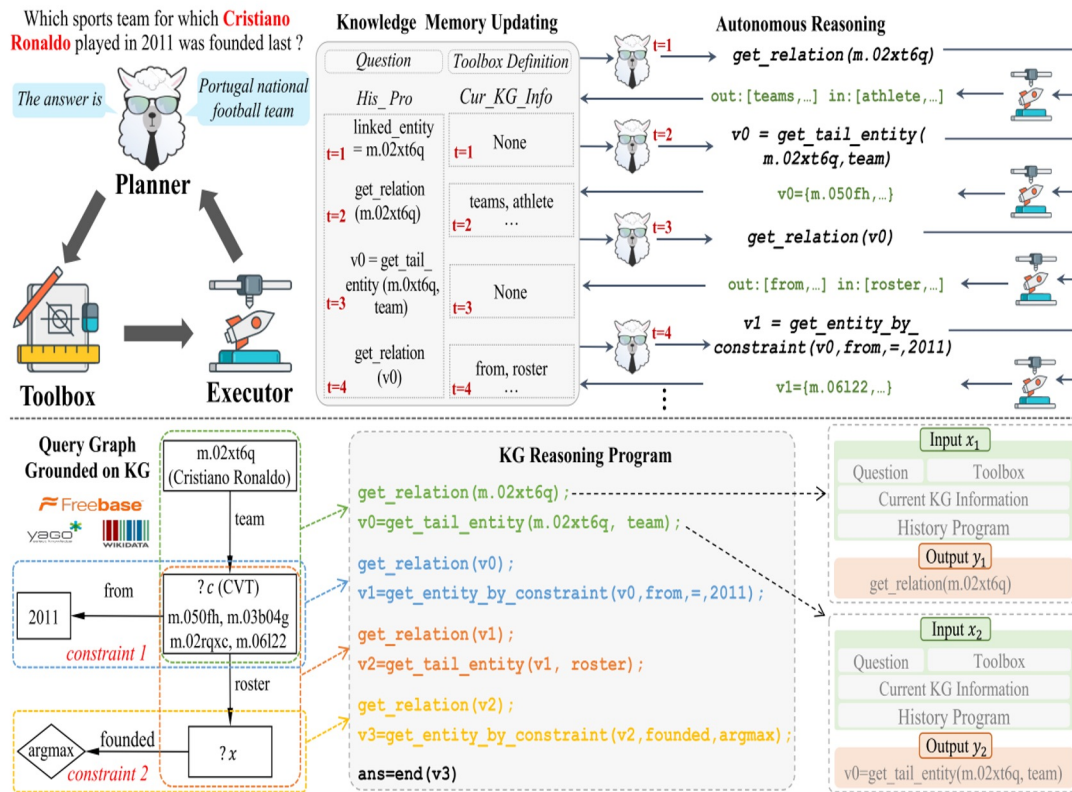 Which sports team for which Cristiano
Ronaldo played in 2011 was founded last ?
The answer is
Portugal national
football team
Planner
Toolbox
Executor
Knowledge Memory Updating
Question
Toolbox Definition
His_Pro
Cur_KG_Info
linked_entity
= m.02xt6q
t=1
t=1
None
get_relation
(m.02xt6q)
t=2
teams, athlete
...
t=2
v0 = get_tail_
entity (m.0xt6q,
team)
t=3
None
t=3
get_relation
(v0)
t=4
from, roster
...
t=4
Autonomous Reasoning
t=1
get_relation(m.02xt6q)
out:[teams,…] in:[athlete,…]
t=2
v0 = get_tail_entity(
m.02xt6q,team)
v0={m.050fh,…}
t=3
get_relation(v0)
out:[from,…] in:[roster,…]
t=4
v1 = get_entity_by_
constraint(v0,from,=,2011)
v1={m.06l22,…}
Query Graph
Grounded on KG
Freebase
yago
select knowledge
WIKIDATA
m.02xt6q
(Cristiano Ronaldo)
team
from
2011
? c (CVT)
m.050fh, m.03b04g
m.02rqxc, m.06l22
constraint 1
roster
argmax
founded
? x
constraint 2
KG Reasoning Program
get_relation(m.02xt6q);
v0=get_tail_entity(m.02xt6q, team);
get_relation(v0);
v1=get_entity_by_constraint(v0,from,=,2011);
get_relation(v1);
v2=get_tail_entity(v1, roster);
get_relation(v2);
v3=get_entity_by_constraint(v2,founded,argmax);
ans=end(v3)
Input x₁
Question
Toolbox
Current KG Information
History Program
Output y₁
get_relation(m.02xt6q)
Input x₂
Question
Toolbox
Current KG Information
History Program
Output y₂
v0=get_tail_entity(m.02xt6q, team)